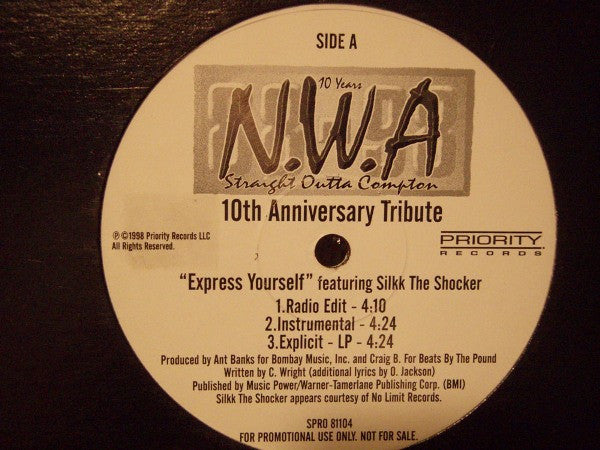 SIDE A
10 Years
88-98
N.W.A
Straight Outta Compton
10th Anniversary Tribute
℗ ©1998 Priority Records LLC
All Rights Reserved.
PRIORITY
RECORDS
“Express Yourself” featuring Silkk The Shocker
1.Radio Edit - 4:10
2.Instrumental - 4:24
3.Explicit - LP - 4:24
Produced by Ant Banks for Bombay Music, Inc. and Craig B. For Beats By The Pound
Written by C. Wright (additional lyrics by O. Jackson)
Published by Music Power/Warner-Tamerlane Publishing Corp. (BMI)
Silkk The Shocker appears courtesy of No Limit Records.
SPRO 81104
FOR PROMOTIONAL USE ONLY. NOT FOR SALE.